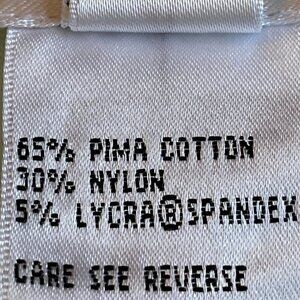 65% PIMA COTTON
30% NYLON
5% LYCRA®SPANDEX
CARE SEE REVERSE